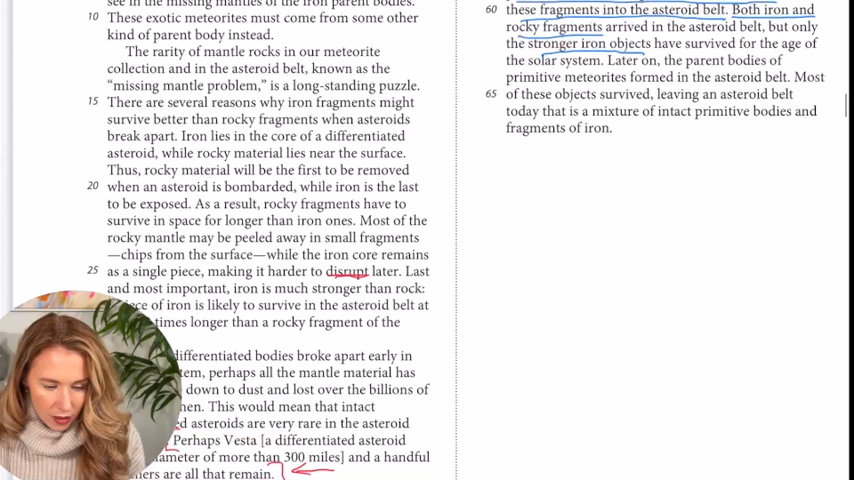 see in the missing mantles of the iron parent bodies.
10 These exotic meteorites must come from some other
kind of parent body instead.
The rarity of mantle rocks in our meteorite
collection and in the asteroid belt, known as the
“missing mantle problem,” is a long-standing puzzle.
15 There are several reasons why iron fragments might
survive better than rocky fragments when asteroids
break apart. Iron lies in the core of a differentiated
asteroid, while rocky material lies near the surface.
Thus, rocky material will be the first to be removed
20 when an asteroid is bombarded, while iron is the last
to be exposed. As a result, rocky fragments have to
survive in space for longer than iron ones. Most of the
rocky mantle may be peeled away in small fragments
—chips from the surface—while the iron core remains
25 as a single piece, making it harder to disrupt later. Last
and most important, iron is much stronger than rock:
of iron is likely to survive in the asteroid belt at
times longer than a rocky fragment of the
differentiated bodies broke apart early in
perhaps all the mantle material has
down to dust and lost over the billions of
This would mean that intact
asteroids are very rare in the asteroid
Perhaps Vesta [a differentiated asteroid
of more than 300 miles] and a handful
are all that remain.
60 these fragments into the asteroid belt. Both iron and
rocky fragments arrived in the asteroid belt, but only
the stronger iron objects have survived for the age of
the solar system. Later on, the parent bodies of
primitive meteorites formed in the asteroid belt. Most
65 of these objects survived, leaving an asteroid belt
today that is a mixture of intact primitive bodies and
fragments of iron.